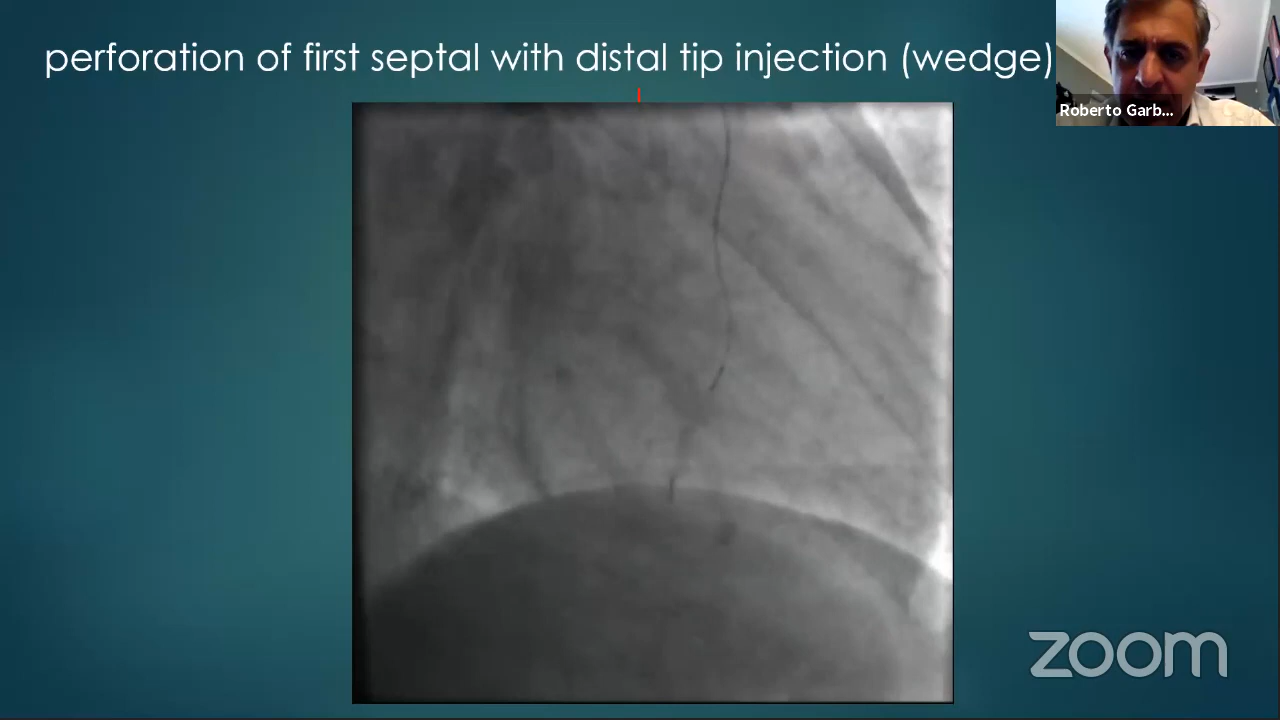 perforation of first septal with distal tip injection (wedge)
Roberto Garb...
zoom